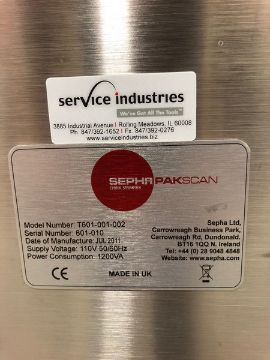 service industries
We've Got All The Tools™
3865 Industrial Avenue | Rolling Meadows, IL 60008
Ph. 847/392-1652 | Fx. 847/392-0276
www.serviceindustries.biz
SEPHA PAKSCAN
Model Number: T601-001-002
Serial Number: 601-010
Date of Manufacture: JUL 2011
Supply Voltage: 110V 50/60Hz
Power Consumption: 1200VA
Sepha Ltd,
Carrowreagh Business Park,
Carrowreagh Rd, Dundonald,
BT16 1QQ N. Ireland
Tel: +44 (0) 28 9048 4848
Website: www.sepha.com
CE
MADE IN UK